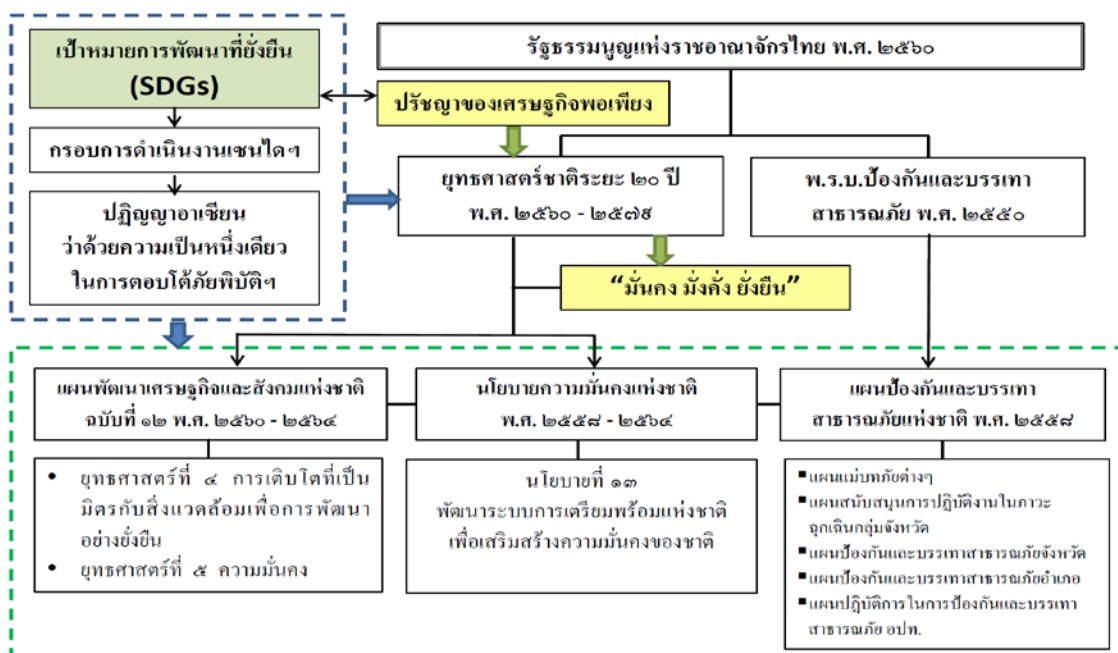 เป้าหมายการพัฒนาที่ยั่งยืน
(SDGs)
กรอบการดำเนินงานเซนไดฯ
ปฏิญญาอาเซียน
ว่าด้วยความเป็นหนึ่งเดียว
ในการตอบโต้ภัยพิบัติฯ
รัฐธรรมนูญแห่งราชอาณาจักรไทย พ.ศ. ๒๕๖๐
ปรัชญาของเศรษฐกิจพอเพียง
ยุทธศาสตร์ชาติระยะ ๒๐ ปี
พ.ศ. ๒๕๖๐ - ๒๕๗๙
พ.ร.บ.ป้องกันและบรรเทา
สาธารณภัย พ.ศ. ๒๕๕๐
“มั่นคง มั่งคั่ง ยั่งยืน”
แผนพัฒนาเศรษฐกิจและสังคมแห่งชาติ
ฉบับที่ ๑๒ พ.ศ. ๒๕๖๐ - ๒๕๖๔
• ยุทธศาสตร์ที่ ๔ การเติบโตที่เป็น
มิตรกับสิ่งแวดล้อมเพื่อการพัฒนา
อย่างยั่งยืน
• ยุทธศาสตร์ที่ ๕ ความมั่นคง
นโยบายความมั่นคงแห่งชาติ
พ.ศ. ๒๕๕๘ - ๒๕๖๔
นโยบายที่ ๑๓
พัฒนาระบบการเตรียมพร้อมแห่งชาติ
เพื่อเสริมสร้างความมั่นคงของชาติ
แผนป้องกันและบรรเทา
สาธารณภัยแห่งชาติ พ.ศ. ๒๕๕๘
▪ แผนแม่บทภัยต่างๆ
▪ แผนสนับสนุนการปฏิบัติงานในภาวะ
ฉุกเฉินกลุ่มจังหวัด
▪ แผนป้องกันและบรรเทาสาธารณภัยจังหวัด
▪ แผนป้องกันและบรรเทาสาธารณภัยอำเภอ
▪ แผนปฏิบัติการในการป้องกันและบรรเทา
สาธารณภัย อปท.